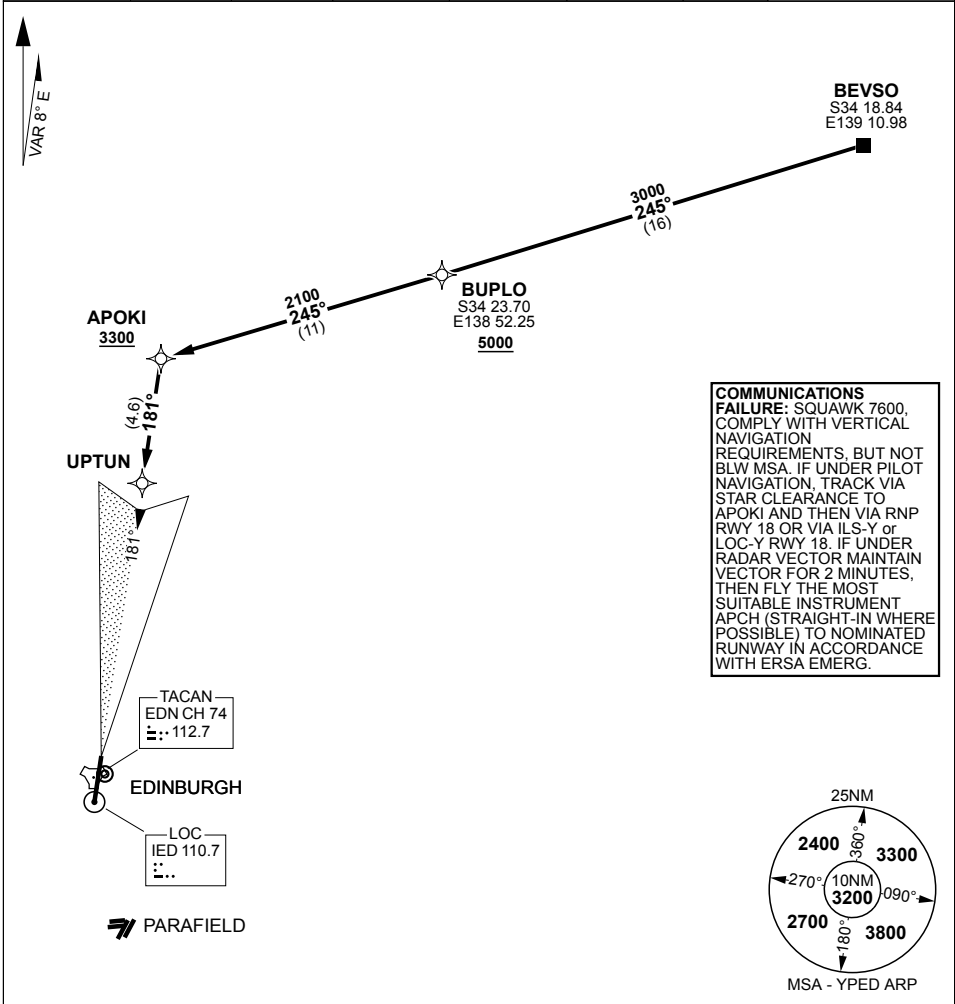 VAR 8° E
BEVSO
S34 18.84
E139 10.98
3000
245°
(16)
BUPLO
S34 23.70
E138 52.25
5000
2100
245°
(11)
APOKI
3300
(4.6)
181°
UPTUN
181°
COMMUNICATIONS
FAILURE: SQUAWK 7600,
COMPLY WITH VERTICAL
NAVIGATION
REQUIREMENTS, BUT NOT
BLW MSA. IF UNDER PILOT
NAVIGATION, TRACK VIA
STAR CLEARANCE TO
APOKI AND THEN VIA RNP
RWY 18 OR VIA ILS-Y or
LOC-Y RWY 18. IF UNDER
RADAR VECTOR MAINTAIN
VECTOR FOR 2 MINUTES,
THEN FLY THE MOST
SUITABLE INSTRUMENT
APCH (STRAIGHT-IN WHERE
POSSIBLE) TO NOMINATED
RUNWAY IN ACCORDANCE
WITH ERSA EMERG.
TACAN
EDN CH 74
112.7
EDINBURGH
LOC
IED 110.7
PARAFIELD
25NM
2400
360°
3300
270°
10NM
3200
090°
2700
180°
3800
MSA - YPED ARP